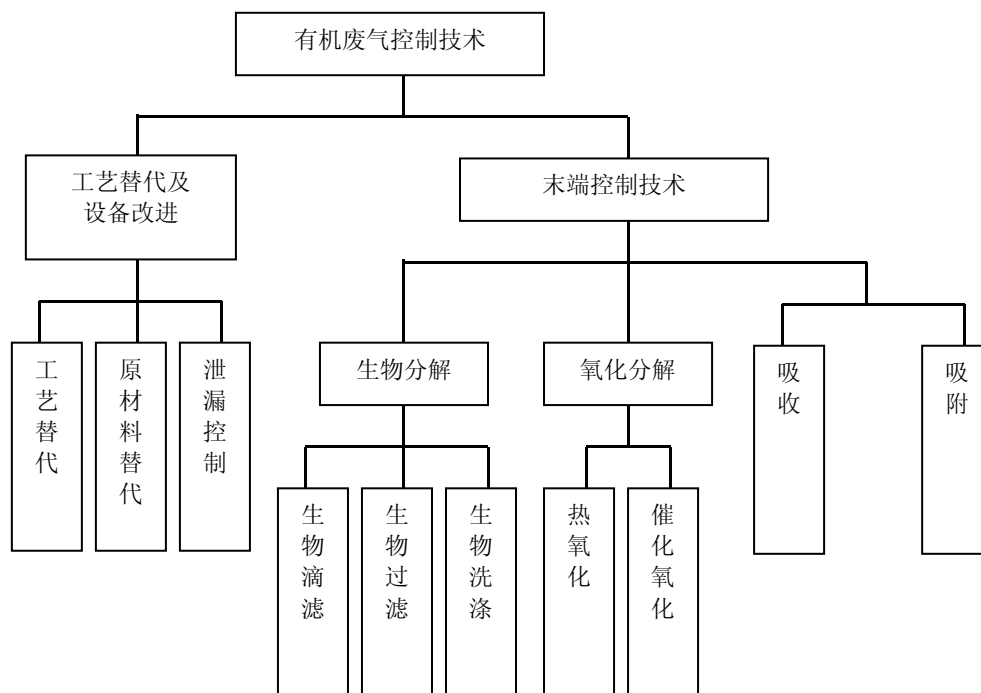 有机废气控制技术
工艺替代及
设备改进
末端控制技术
工艺替代
原材料替代
泄漏控制
生物分解
氧化分解
吸收
吸附
生物滴滤
生物过滤
生物洗涤
热氧化
催化氧化